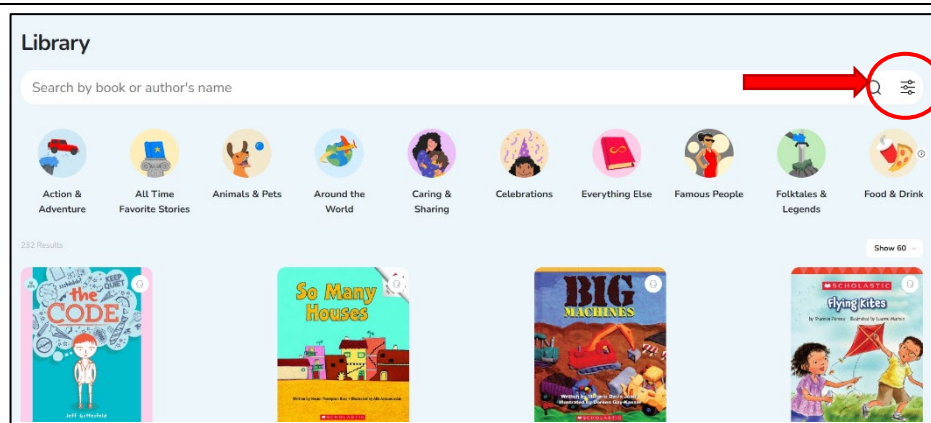 Library
Search by book or author's name
Action &
Adventure
All Time
Favorite Stories
Animals & Pets
Around the
World
Caring &
Sharing
Celebrations
Everything Else
Famous People
Folktales &
Legends
Food & Drink
232 Results
Show 60
KEEP
QUIET
the
CODE
So Many
Houses
SCHOLASTIC
BIG
MACHINES
SCHOLASTIC
SCHOLASTIC
Flying Kites